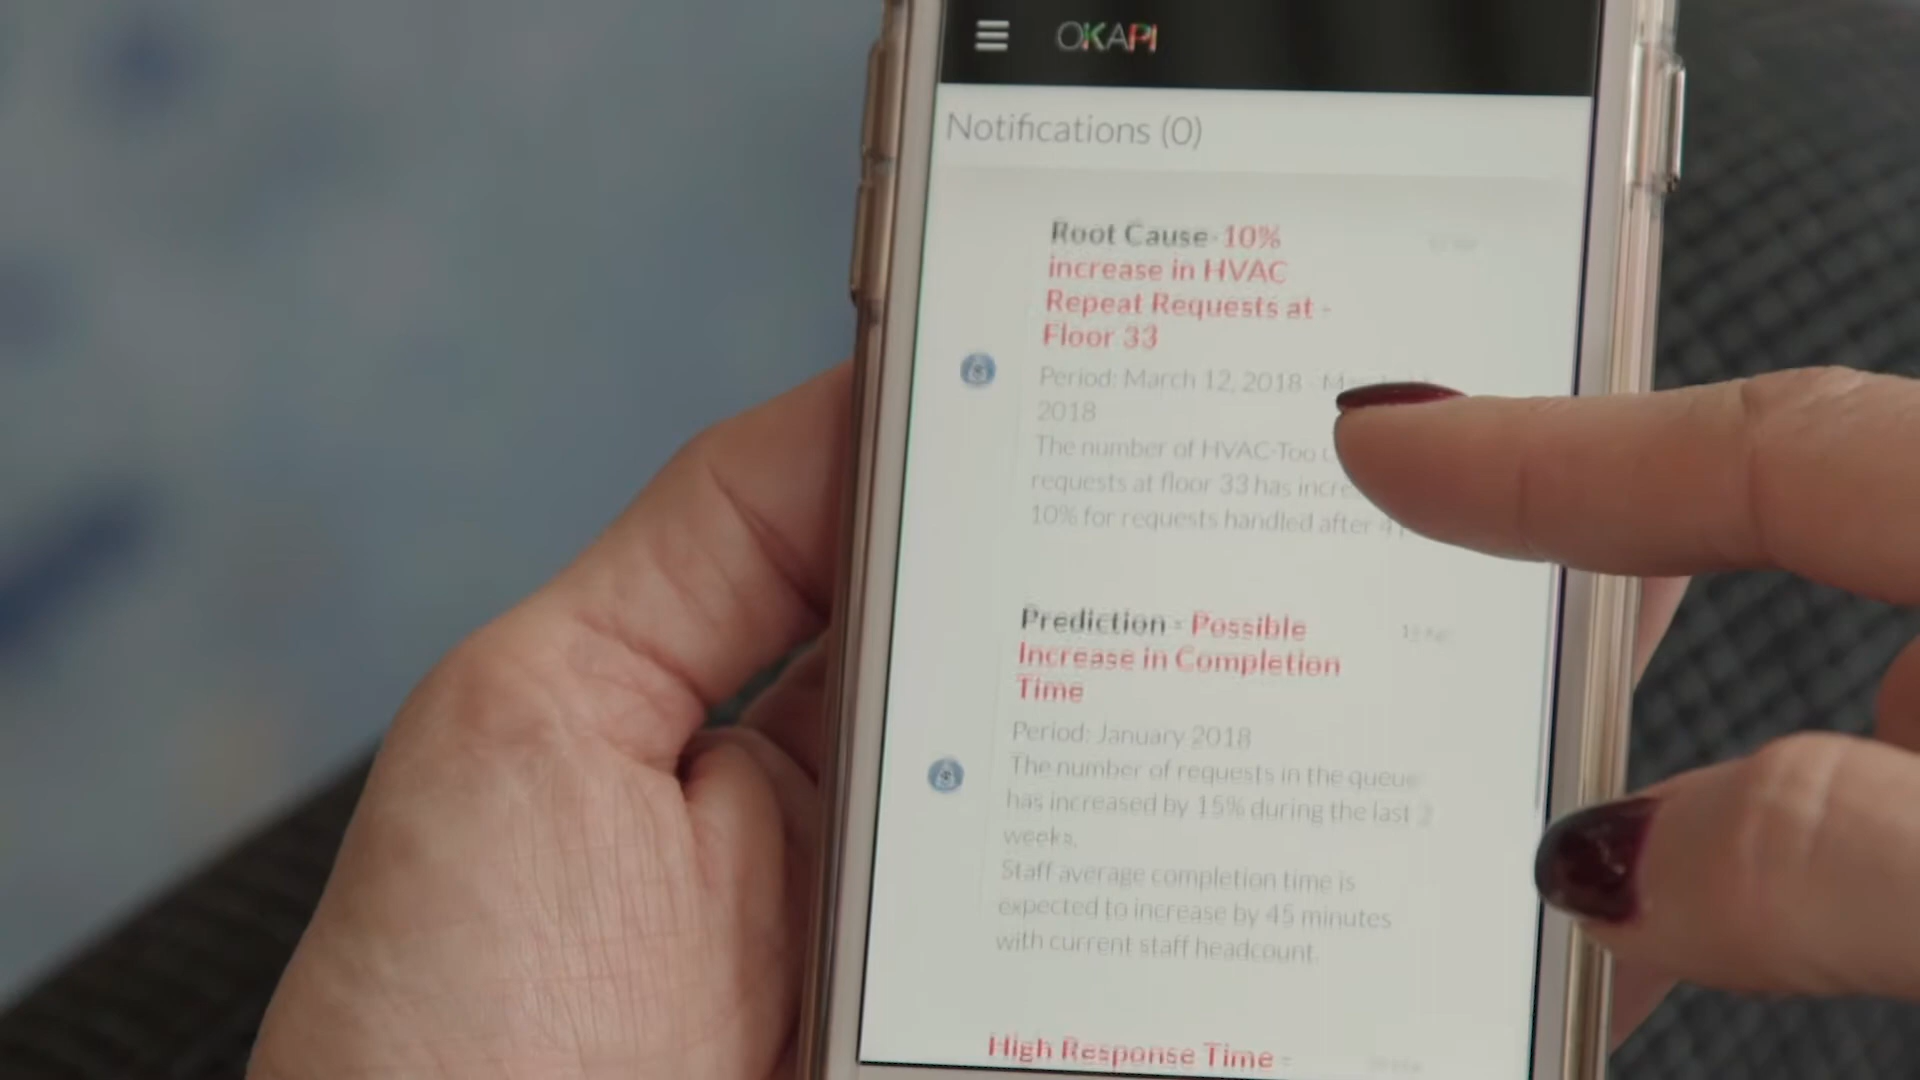 OKAPI
Notifications (0)
Root Cause- 10%
increase in HVAC
Repeat Requests at -
Floor 33
Period: March 12, 2018 -
2018
The number of HVAC-Too
requests at floor 33 has
10% for requests handled after 4
Prediction - Possible
Increase in Completion
Time
Period: January 2018
The number of requests in the queue
has increased by 15% during the last 2
weeks.
Staff average completion time is
expected to increase by 45 minutes
with current staff headcount.
High Response Time -